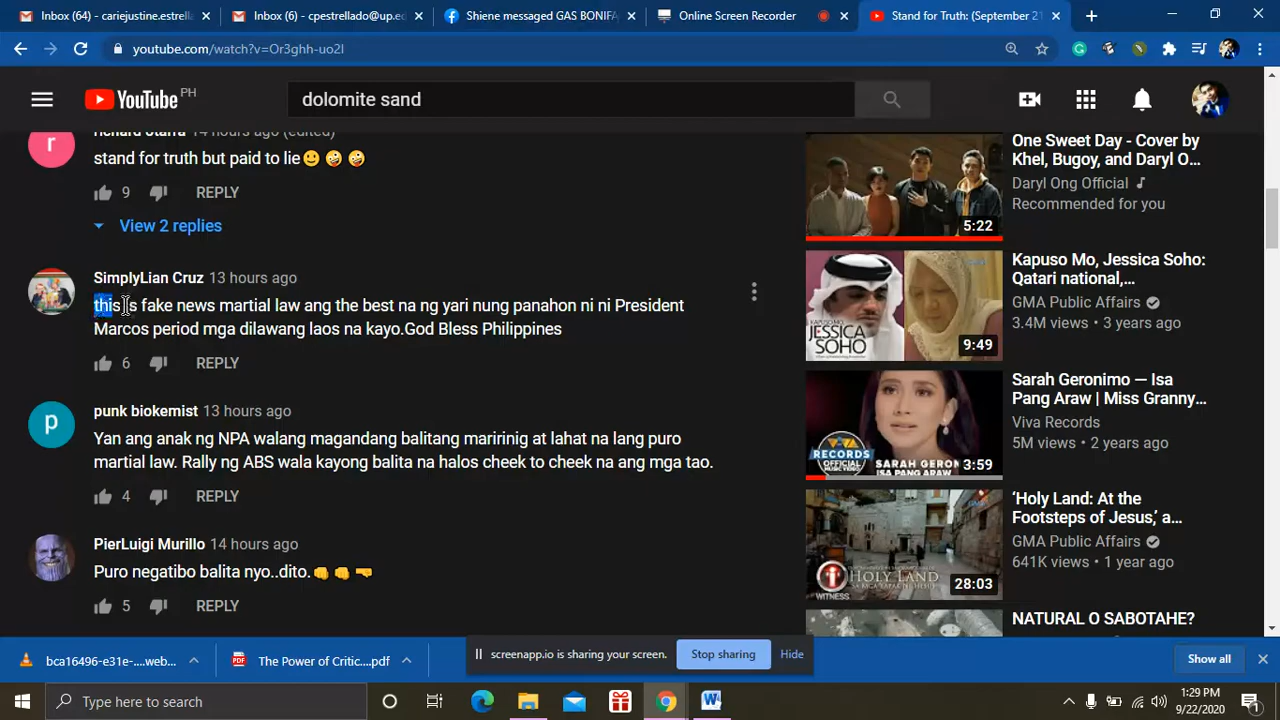 Inbox (64) - cariejustine.estrella
Inbox (6) - cpestrellado@up.ed
Shiene messaged GAS BONIFA
Online Screen Recorder
Stand for Truth: (September 21
youtube.com/watch?v=Or3ghh-uo2I
YouTube PH
dolomite sand
14 hours ago (edited)
stand for truth but paid to lie🙂🤪🤪
9 REPLY
View 2 replies
SimplyLian Cruz 13 hours ago
this is fake news martial law ang the best na ng yari nung panahon ni ni President
Marcos period mga dilawang laos na kayo.God Bless Philippines
6 REPLY
p
punk biokemist 13 hours ago
Yan ang anak ng NPA walang magandang balitang maririnig at lahat na lang puro
martial law. Rally ng ABS wala kayong balita na halos cheek to cheek na ang mga tao.
4 REPLY
PierLuigi Murillo 14 hours ago
Puro negatibo balita nyo..dito.👊👊🤜
5 REPLY
r
5:22
One Sweet Day - Cover by
Khel, Bugoy, and Daryl O...
Daryl Ong Official ♪
Recommended for you
KAPUSO MO,
JESSICA
SOHO
9:49
Kapuso Mo, Jessica Soho:
Qatari national,...
GMA Public Affairs
3.4M views • 3 years ago
RECORDS
OFFICIAL MUSIC VIDEO
SARAH GERON
3:59
Sarah Geronimo — Isa
Pang Araw | Miss Granny...
Viva Records
5M views • 2 years ago
HOLY LAND
WITNESS
28:03
‘Holy Land: At the
Footsteps of Jesus,’ a...
GMA Public Affairs
641K views • 1 year ago
NATURAL O SABOTAHE?
bca16496-e31e-....web...
PDF
The Power of Critic....pdf
screenapp.io is sharing your screen.
Stop sharing
Hide
Show all
Type here to search
1:29 PM
9/22/2020
1